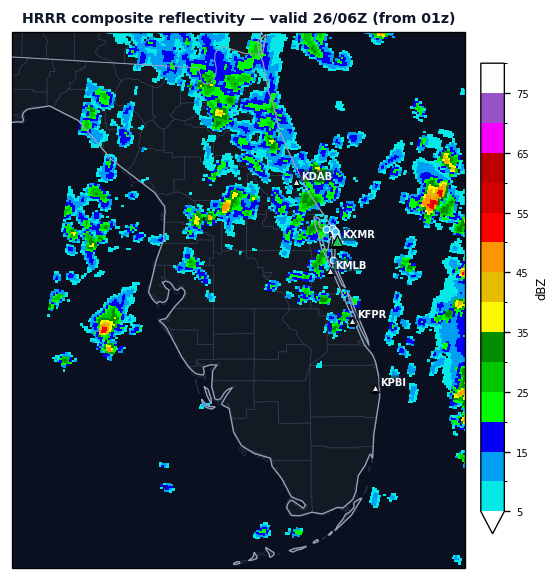 HRRR composite reflectivity — valid 26/06Z (from 01z)
75
65
55
45
35
25
15
5
dBZ
KDAB
KXMR
KMLB
KFPR
KPBI